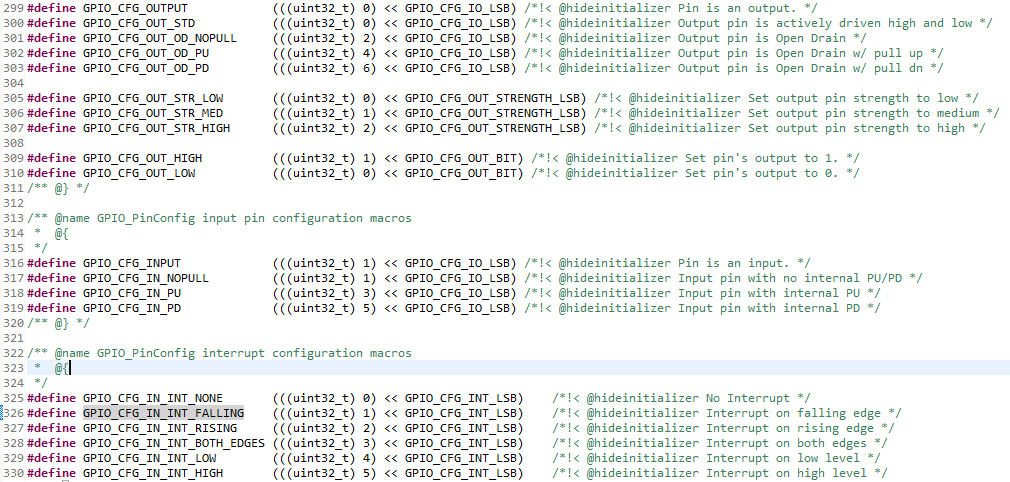 299 #define GPIO_CFG_OUTPUT (((uint32_t) 0) << GPIO_CFG_IO_LSB) /*!< @hideinitializer Pin is an output. */
300 #define GPIO_CFG_OUT_STD (((uint32_t) 0) << GPIO_CFG_IO_LSB) /*!< @hideinitializer Output pin is actively driven high and low */
301 #define GPIO_CFG_OUT_OD_NOPULL (((uint32_t) 2) << GPIO_CFG_IO_LSB) /*!< @hideinitializer Output pin is Open Drain */
302 #define GPIO_CFG_OUT_OD_PU (((uint32_t) 4) << GPIO_CFG_IO_LSB) /*!< @hideinitializer Output pin is Open Drain w/ pull up */
303 #define GPIO_CFG_OUT_OD_PD (((uint32_t) 6) << GPIO_CFG_IO_LSB) /*!< @hideinitializer Output pin is Open Drain w/ pull dn */
304
305 #define GPIO_CFG_OUT_STR_LOW (((uint32_t) 0) << GPIO_CFG_OUT_STRENGTH_LSB) /*!< @hideinitializer Set output pin strength to low */
306 #define GPIO_CFG_OUT_STR_MED (((uint32_t) 1) << GPIO_CFG_OUT_STRENGTH_LSB) /*!< @hideinitializer Set output pin strength to medium */
307 #define GPIO_CFG_OUT_STR_HIGH (((uint32_t) 2) << GPIO_CFG_OUT_STRENGTH_LSB) /*!< @hideinitializer Set output pin strength to high */
308
309 #define GPIO_CFG_OUT_HIGH (((uint32_t) 1) << GPIO_CFG_OUT_BIT) /*!< @hideinitializer Set pin's output to 1. */
310 #define GPIO_CFG_OUT_LOW (((uint32_t) 0) << GPIO_CFG_OUT_BIT) /*!< @hideinitializer Set pin's output to 0. */
311 /** @} */
312
313 /** @name GPIO_PinConfig input pin configuration macros
314 * @{
315 */
316 #define GPIO_CFG_INPUT (((uint32_t) 1) << GPIO_CFG_IO_LSB) /*!< @hideinitializer Pin is an input. */
317 #define GPIO_CFG_IN_NOPULL (((uint32_t) 1) << GPIO_CFG_IO_LSB) /*!< @hideinitializer Input pin with no internal PU/PD */
318 #define GPIO_CFG_IN_PU (((uint32_t) 3) << GPIO_CFG_IO_LSB) /*!< @hideinitializer Input pin with internal PU */
319 #define GPIO_CFG_IN_PD (((uint32_t) 5) << GPIO_CFG_IO_LSB) /*!< @hideinitializer Input pin with internal PD */
320 /** @} */
321
322 /** @name GPIO_PinConfig interrupt configuration macros
323 * @{
324 */
325 #define GPIO_CFG_IN_INT_NONE (((uint32_t) 0) << GPIO_CFG_INT_LSB) /*!< @hideinitializer No Interrupt */
326 #define GPIO_CFG_IN_INT_FALLING (((uint32_t) 1) << GPIO_CFG_INT_LSB) /*!< @hideinitializer Interrupt on falling edge */
327 #define GPIO_CFG_IN_INT_RISING (((uint32_t) 2) << GPIO_CFG_INT_LSB) /*!< @hideinitializer Interrupt on rising edge */
328 #define GPIO_CFG_IN_INT_BOTH_EDGES (((uint32_t) 3) << GPIO_CFG_INT_LSB) /*!< @hideinitializer Interrupt on both edges */
329 #define GPIO_CFG_IN_INT_LOW (((uint32_t) 4) << GPIO_CFG_INT_LSB) /*!< @hideinitializer Interrupt on low level */
330 #define GPIO_CFG_IN_INT_HIGH (((uint32_t) 5) << GPIO_CFG_INT_LSB) /*!< @hideinitializer Interrupt on high level */